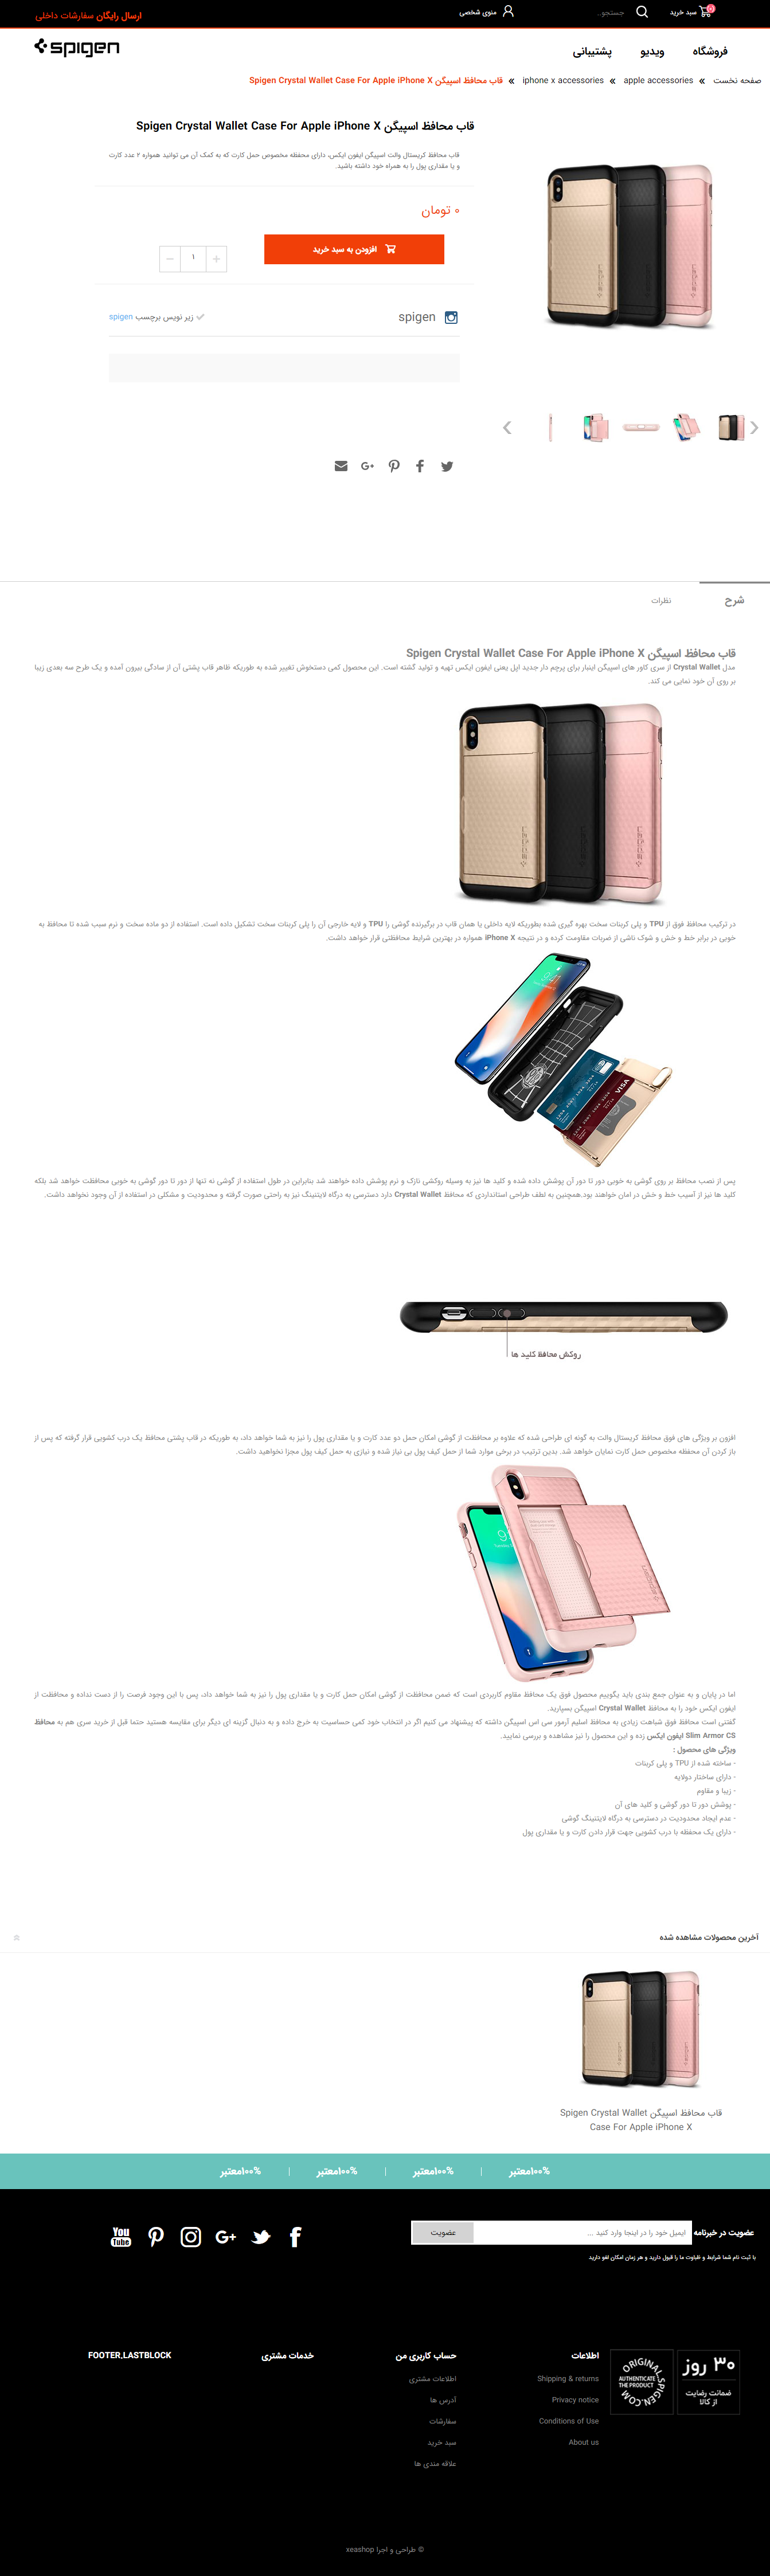 سبد خرید
جستجو...
منوی شخصی
ارسال رایگان سفارشات داخلی
spigen
فروشگاه
ویدیو
پشتیبانی
صفحه نخست » apple accessories » iphone x accessories » قاب محافظ اسپیگن Spigen Crystal Wallet Case For Apple iPhone X
قاب محافظ اسپیگن Spigen Crystal Wallet Case For Apple iPhone X
قاب محافظ کریستال والت اسپیگن ایفون ایکس، دارای محفظه مخصوص حمل کارت که به کمک آن می توانید همواره ۲ عدد کارت
و یا مقداری پول را به همراه خود داشته باشید.
۰ تومان
افزودن به سبد خرید
۱
spigen
زیر نویس برچسب spigen
شرح
نظرات
قاب محافظ اسپیگن Spigen Crystal Wallet Case For Apple iPhone X
مدل Crystal Wallet از سری کاور های اسپیگن اینبار برای پرچم دار جدید اپل یعنی ایفون ایکس تهیه و تولید گشته است. این محصول کمی دستخوش تغییر شده به طوریکه ظاهر قاب پشتی آن از سادگی بیرون آمده و یک طرح سه بعدی زیبا
بر روی آن خود نمایی می کند.
در ترکیب محافظ فوق از TPU و پلی کربنات سخت بهره گیری شده بطوریکه لایه داخلی یا همان قاب در برگیرنده گوشی را TPU و لایه خارجی آن را پلی کربنات سخت تشکیل داده است. استفاده از دو ماده سخت و نرم سبب شده تا محافظ به
خوبی در برابر خط و خش و شوک ناشی از ضربات مقاومت کرده و در نتیجه iPhone X همواره در بهترین شرایط محافظتی قرار خواهد داشت.
VISA
پس از نصب محافظ بر روی گوشی به خوبی دور تا دور آن پوشش داده شده و کلید ها نیز به وسیله روکشی نازک و نرم پوشش داده خواهند شد بنابراین در طول استفاده از گوشی نه تنها از دور تا دور گوشی به خوبی محافظت خواهد شد بلکه
کلید ها نیز از آسیب خط و خش در امان خواهند بود.همچنین به لطف طراحی استانداردی که محافظ Crystal Wallet دارد دسترسی به درگاه لایتنینگ نیز به راحتی صورت گرفته و محدودیت و مشکلی در استفاده از آن وجود نخواهد داشت.
روکش محافظ کلید ها
افزون بر ویژگی های فوق محافظ کریستال والت به گونه ای طراحی شده که علاوه بر محافظت از گوشی امکان حمل دو عدد کارت و یا مقداری پول را نیز به شما خواهد داد، به طوریکه در قاب پشتی محافظ یک درب کشویی قرار گرفته که پس از
باز کردن آن محفظه مخصوص حمل کارت نمایان خواهد شد. بدین ترتیب در برخی موارد شما از حمل کیف پول بی نیاز شده و نیازی به حمل کیف پول مجزا نخواهید داشت.
اما در پایان و به عنوان جمع بندی باید بگوییم محصول فوق یک محافظ مقاوم کاربردی است که ضمن محافظت از گوشی امکان حمل کارت و یا مقداری پول را نیز به شما خواهد داد، پس با این وجود فرصت را از دست نداده و محافظت از
ایفون ایکس خود را به محافظ Crystal Wallet اسپیگن بسپارید.
گفتنی است محافظ فوق شباهت زیادی به محافظ اسلیم آرمور سی اس اسپیگن داشته که پیشنهاد می کنیم اگر در انتخاب خود کمی حساسیت به خرج داده و به دنبال گزینه ای دیگر برای مقایسه هستید حتما قبل از خرید سری هم به محافظ
Slim Armor CS ایفون ایکس زده و این محصول را نیز مشاهده و بررسی نمایید.
ویژگی های محصول :
- ساخته شده از TPU و پلی کربنات
- دارای ساختار دولایه
- زیبا و مقاوم
- پوشش دور تا دور گوشی و کلید های آن
- عدم ایجاد محدودیت در دسترسی به درگاه لایتنینگ گوشی
- دارای یک محفظه با درب کشویی جهت قرار دادن کارت و یا مقداری پول
آخرین محصولات مشاهده شده
قاب محافظ اسپیگن Spigen Crystal Wallet
Case For Apple iPhone X
%۱۰۰معتبر | %۱۰۰معتبر | %۱۰۰معتبر | %۱۰۰معتبر
عضویت در خبرنامه
ایمیل خود را در اینجا وارد کنید ...
عضویت
با ثبت نام شما شرایط و ظباوت ما را قبول دارید و هر زمان امکان لغو دارید
You
Tube
۳۰ روز
ضمانت رضایت
از کالا
ORIGINAL
AUTHENTICATE
THE PRODUCT
SPIGEN.COM
اطلاعات
Shipping & returns
Privacy notice
Conditions of Use
About us
حساب کاربری من
اطلاعات مشتری
آدرس ها
سفارشات
سبد خرید
علاقه مندی ها
خدمات مشتری
FOOTER.LASTBLOCK
© طراحی و اجرا xeashop